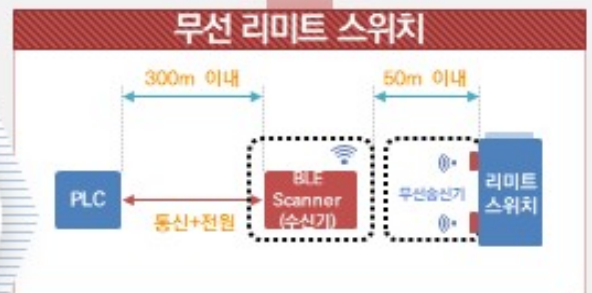 무선 리미트 스위치
300m 이내
50m 이내
PLC
통신+전원
BLE
Scanner
(수신기)
무선송신기
리미트
스위치